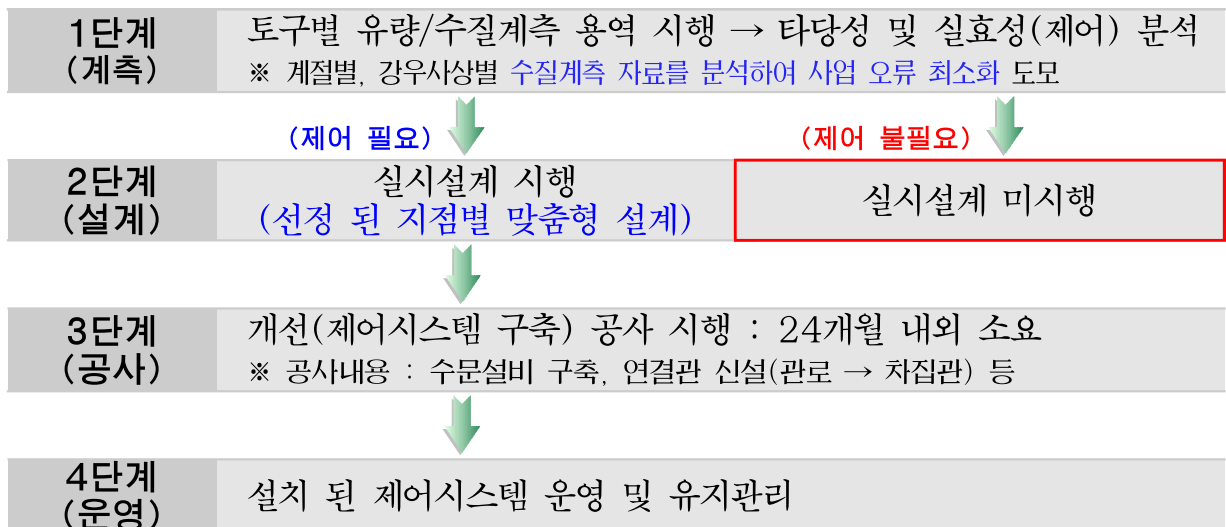 1단계
(계측)
토구별 유량/수질계측 용역 시행 → 타당성 및 실효성(제어) 분석
※ 계절별, 강우사상별 수질계측 자료를 분석하여 사업 오류 최소화 도모
(제어 필요)
(제어 불필요)
2단계
(설계)
실시설계 시행
(선정 된 지점별 맞춤형 설계)
실시설계 미시행
3단계
(공사)
개선(제어시스템 구축) 공사 시행 : 24개월 내외 소요
※ 공사내용 : 수문설비 구축, 연결관 신설(관로 → 차집관) 등
4단계
(운영)
설치 된 제어시스템 운영 및 유지관리